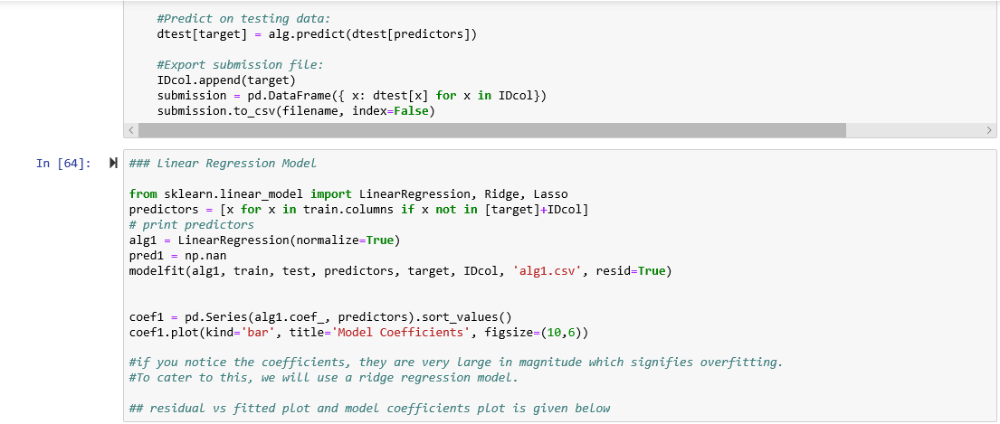 #Predict on testing data:
dtest[target] = alg.predict(dtest[predictors])
#Export submission file:
IDcol.append(target)
submission = pd.DataFrame({ x: dtest[x] for x in IDcol})
submission.to_csv(filename, index=False)
In [64]:
### Linear Regression Model
from sklearn.linear_model import LinearRegression, Ridge, Lasso
predictors = [x for x in train.columns if x not in [target]+IDcol]
# print predictors
alg1 = LinearRegression(normalize=True)
pred1 = np.nan
modelfit(alg1, train, test, predictors, target, IDcol, 'alg1.csv', resid=True)
coef1 = pd.Series(alg1.coef_, predictors).sort_values()
coef1.plot(kind='bar', title='Model Coefficients', figsize=(10,6))
#if you notice the coefficients, they are very large in magnitude which signifies overfitting.
#To cater to this, we will use a ridge regression model.
## residual vs fitted plot and model coefficients plot is given below